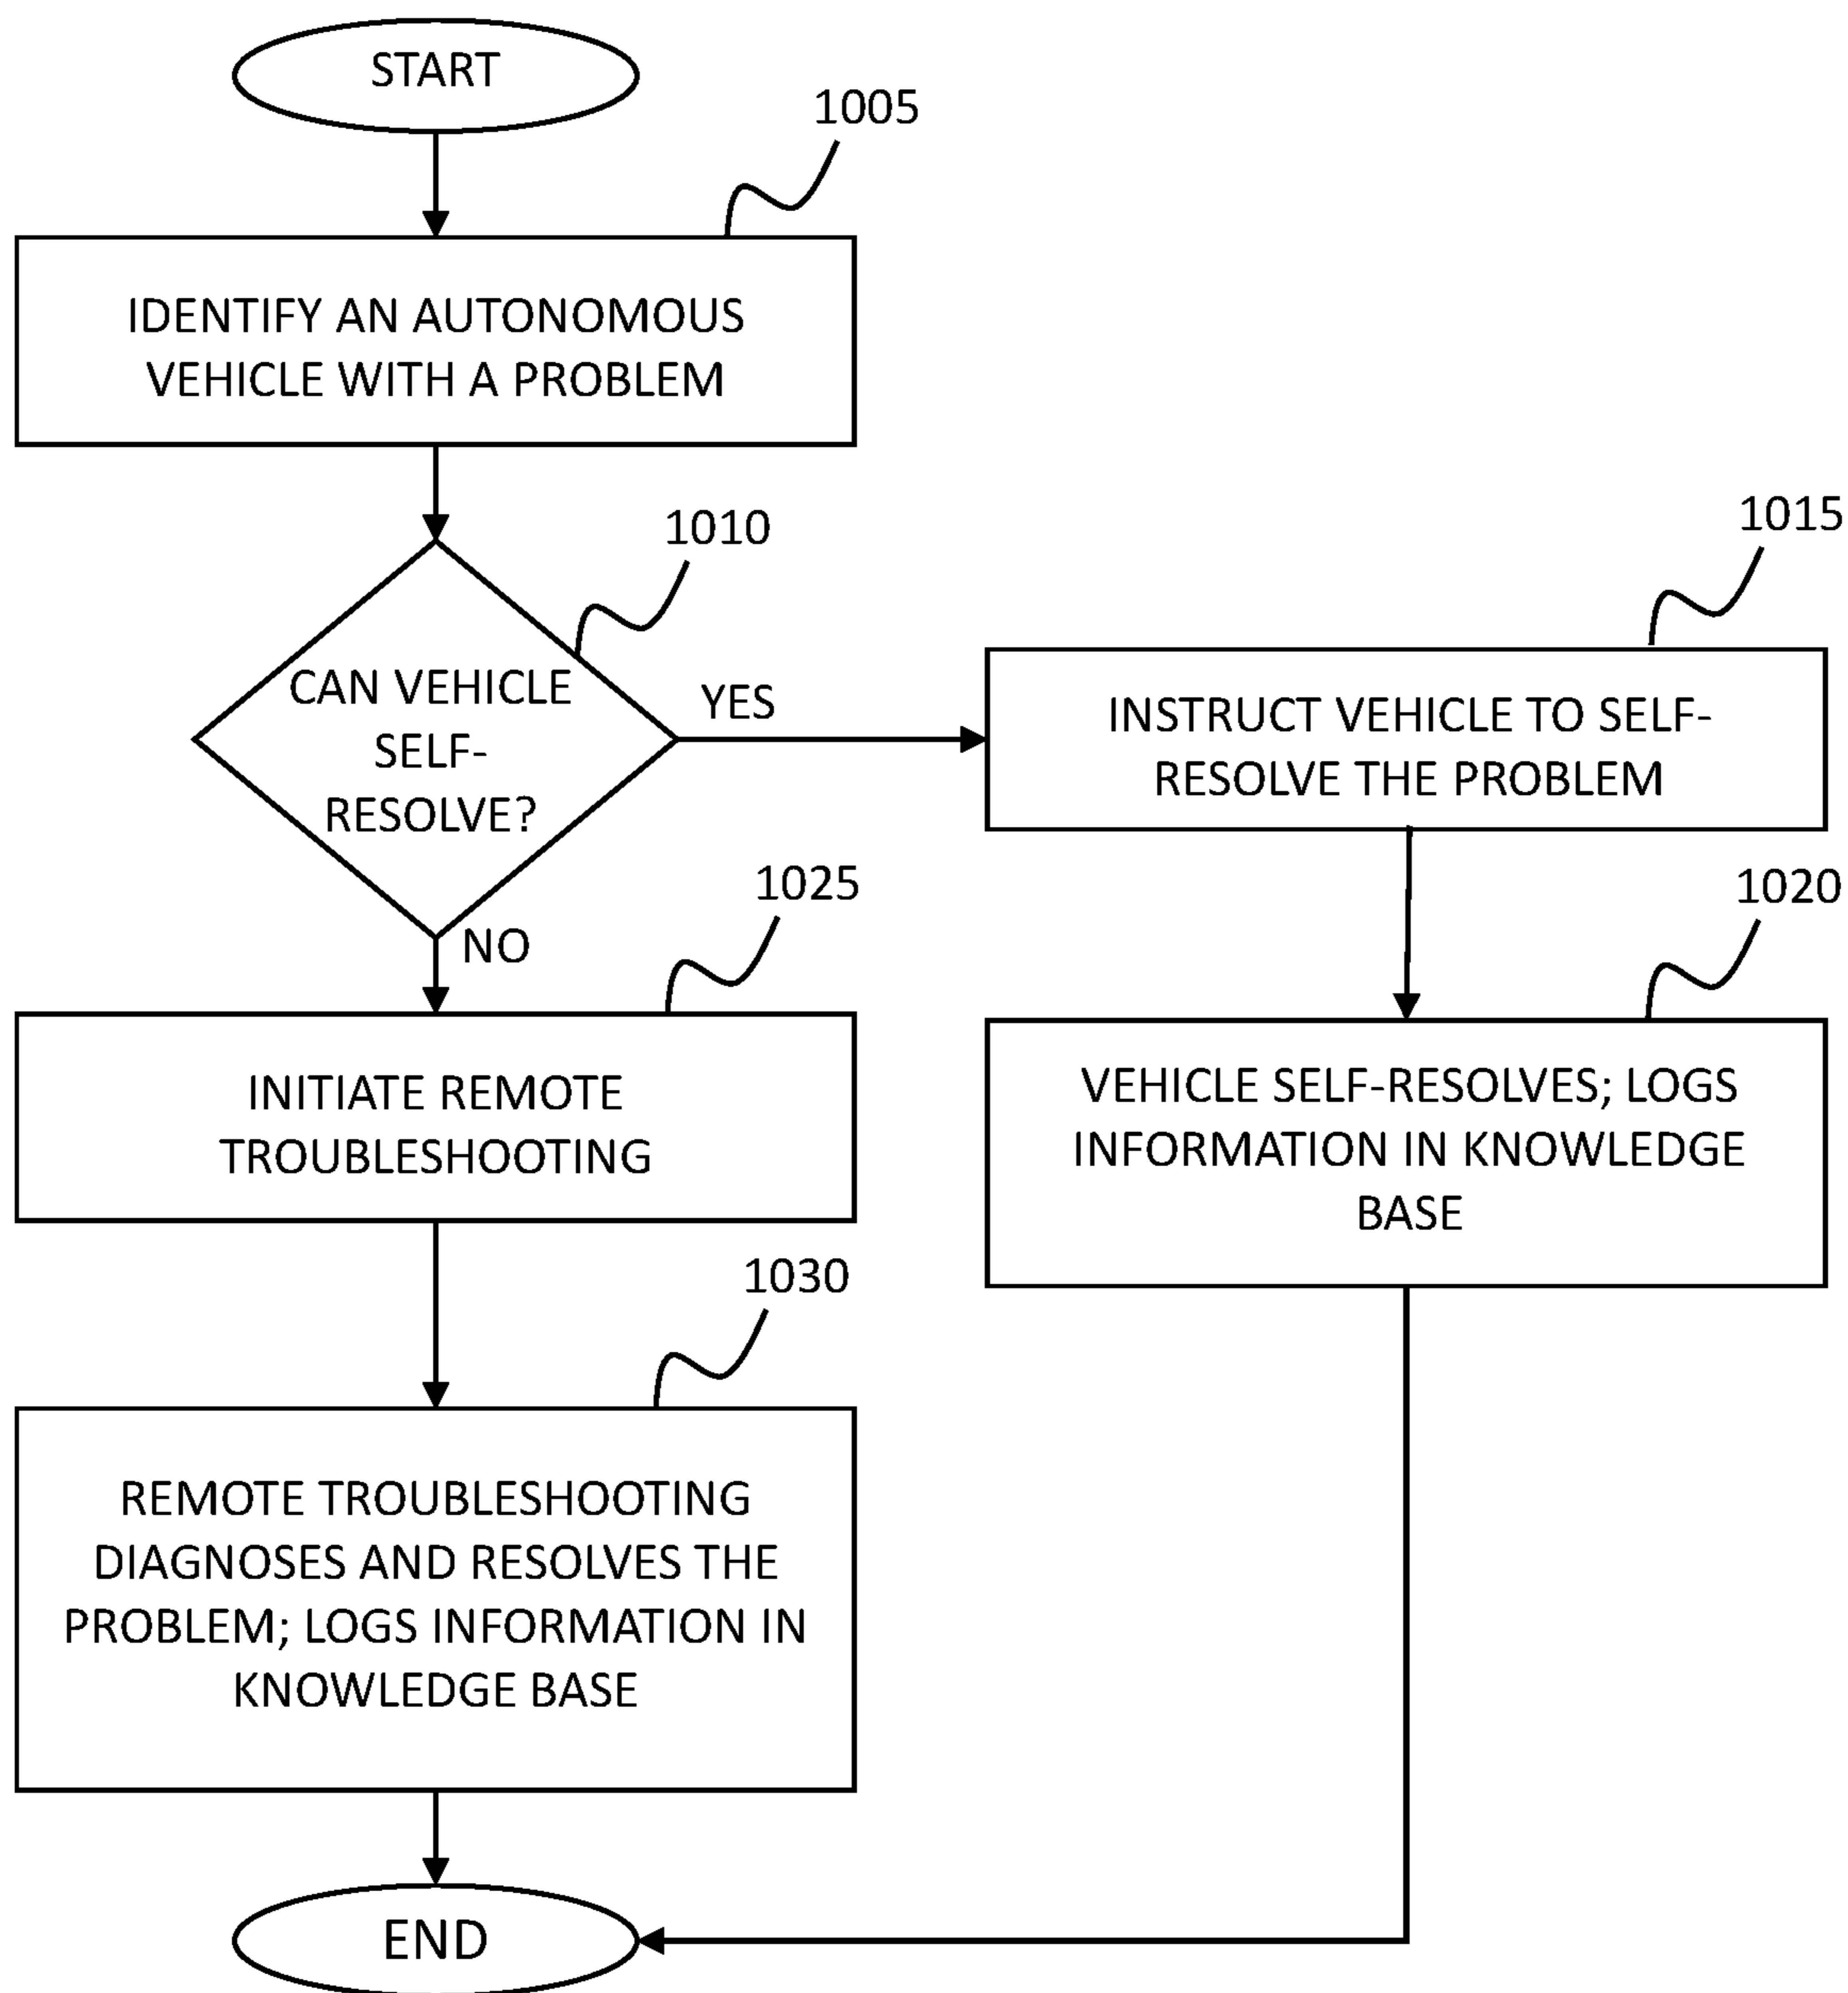 START
1005
IDENTIFY AN AUTONOMOUS
VEHICLE WITH A PROBLEM
1010
CAN VEHICLE
SELF-
RESOLVE?
YES
1015
INSTRUCT VEHICLE TO SELF-
RESOLVE THE PROBLEM
NO
1025
INITIATE REMOTE
TROUBLESHOOTING
1020
VEHICLE SELF-RESOLVES; LOGS
INFORMATION IN KNOWLEDGE
BASE
1030
REMOTE TROUBLESHOOTING
DIAGNOSES AND RESOLVES THE
PROBLEM; LOGS INFORMATION IN
KNOWLEDGE BASE
END